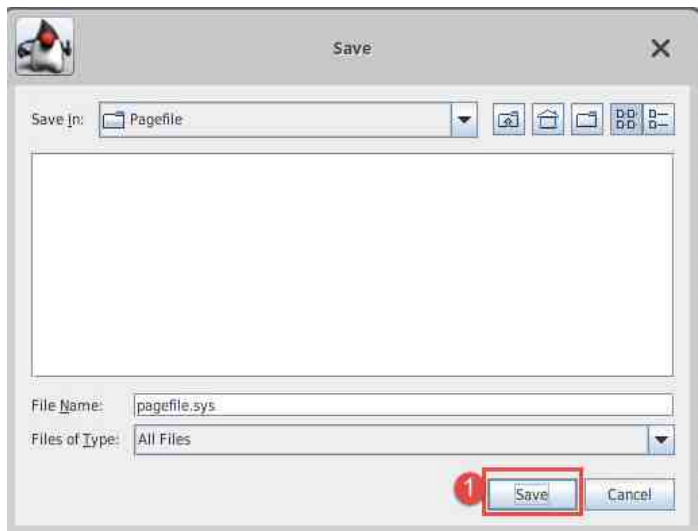 Save
Save In: Pagefile
File Name: pagefile.sys
Files of Type: All Files
1 Save Cancel